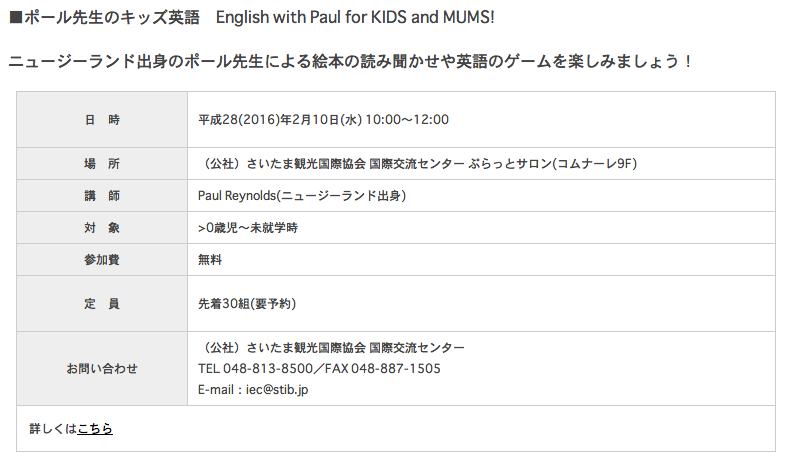 ■ポール先生のキッズ英語　English with Paul for KIDS and MUMS!
ニュージーランド出身のポール先生による絵本の読み聞かせや英語のゲームを楽しみましょう！
日　時
平成28(2016)年2月10日(水) 10:00〜12:00
場　所
（公社）さいたま観光国際協会 国際交流センター ぷらっとサロン(コムナーレ9F)
講　師
Paul Reynolds(ニュージーランド出身)
対　象
>0歳児〜未就学時
参加費
無料
定　員
先着30組(要予約)
お問い合わせ
（公社）さいたま観光国際協会 国際交流センター
TEL 048-813-8500／FAX 048-887-1505
E-mail：iec@stib.jp
詳しくはこちら